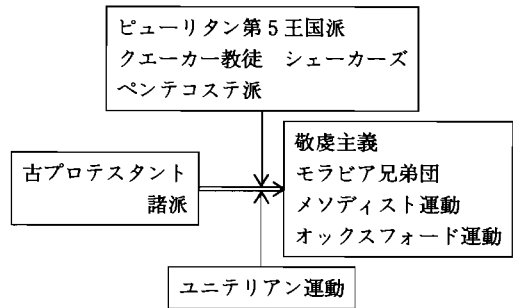 ピューリタン第5王国派
クエーカー教徒　シェーカーズ
ペンテコステ派
古プロテスタント
諸派
敬虔主義
モラビア兄弟団
メソディスト運動
オックスフォード運動
ユニテリアン運動